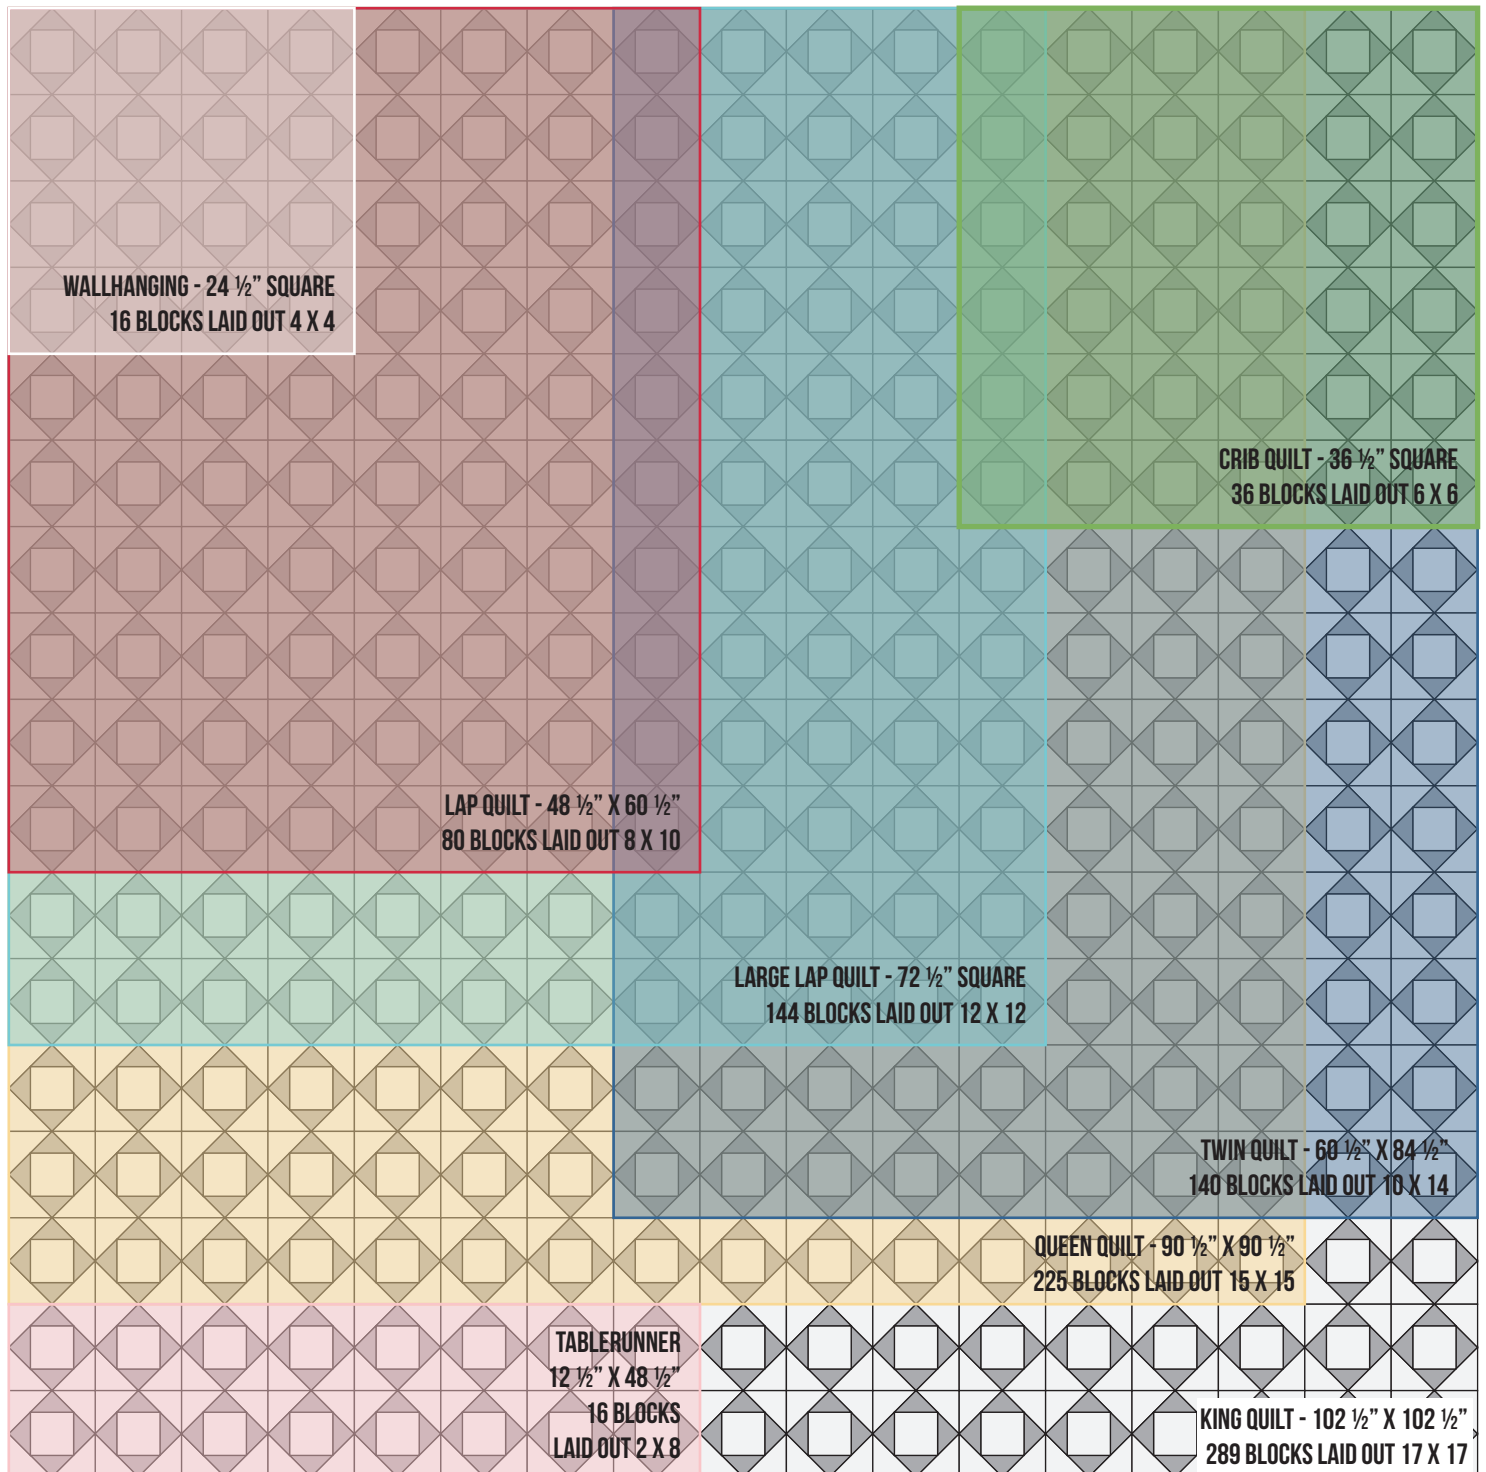 WALLHANGING - 24 ½” SQUARE
16 BLOCKS LAID OUT 4 X 4
CRIB QUILT - 36 ½” SQUARE
36 BLOCKS LAID OUT 6 X 6
LAP QUILT - 48 ½” X 60 ½”
80 BLOCKS LAID OUT 8 X 10
LARGE LAP QUILT - 72 ½” SQUARE
144 BLOCKS LAID OUT 12 X 12
TWIN QUILT - 60 ½” X 84 ½”
140 BLOCKS LAID OUT 10 X 14
QUEEN QUILT - 90 ½” X 90 ½”
225 BLOCKS LAID OUT 15 X 15
TABLERUNNER
12 ½” X 48 ½”
16 BLOCKS
LAID OUT 2 X 8
KING QUILT - 102 ½” X 102 ½”
289 BLOCKS LAID OUT 17 X 17